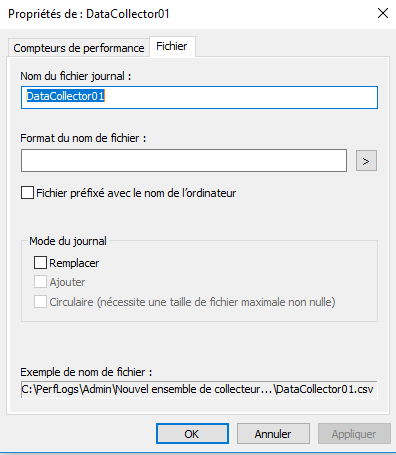 Propriétés de : DataCollector01
Compteurs de performance
Fichier
Nom du fichier journal :
DataCollector01
Format du nom de fichier :
>
Fichier préfixé avec le nom de l'ordinateur
Mode du journal
Remplacer
Ajouter
Circulaire (nécessite une taille de fichier maximale non nulle)
Exemple de nom de fichier :
C:\PerfLogs\Admin\Nouvel ensemble de collecteur...\DataCollector01.csv
OK
Annuler
Appliquer